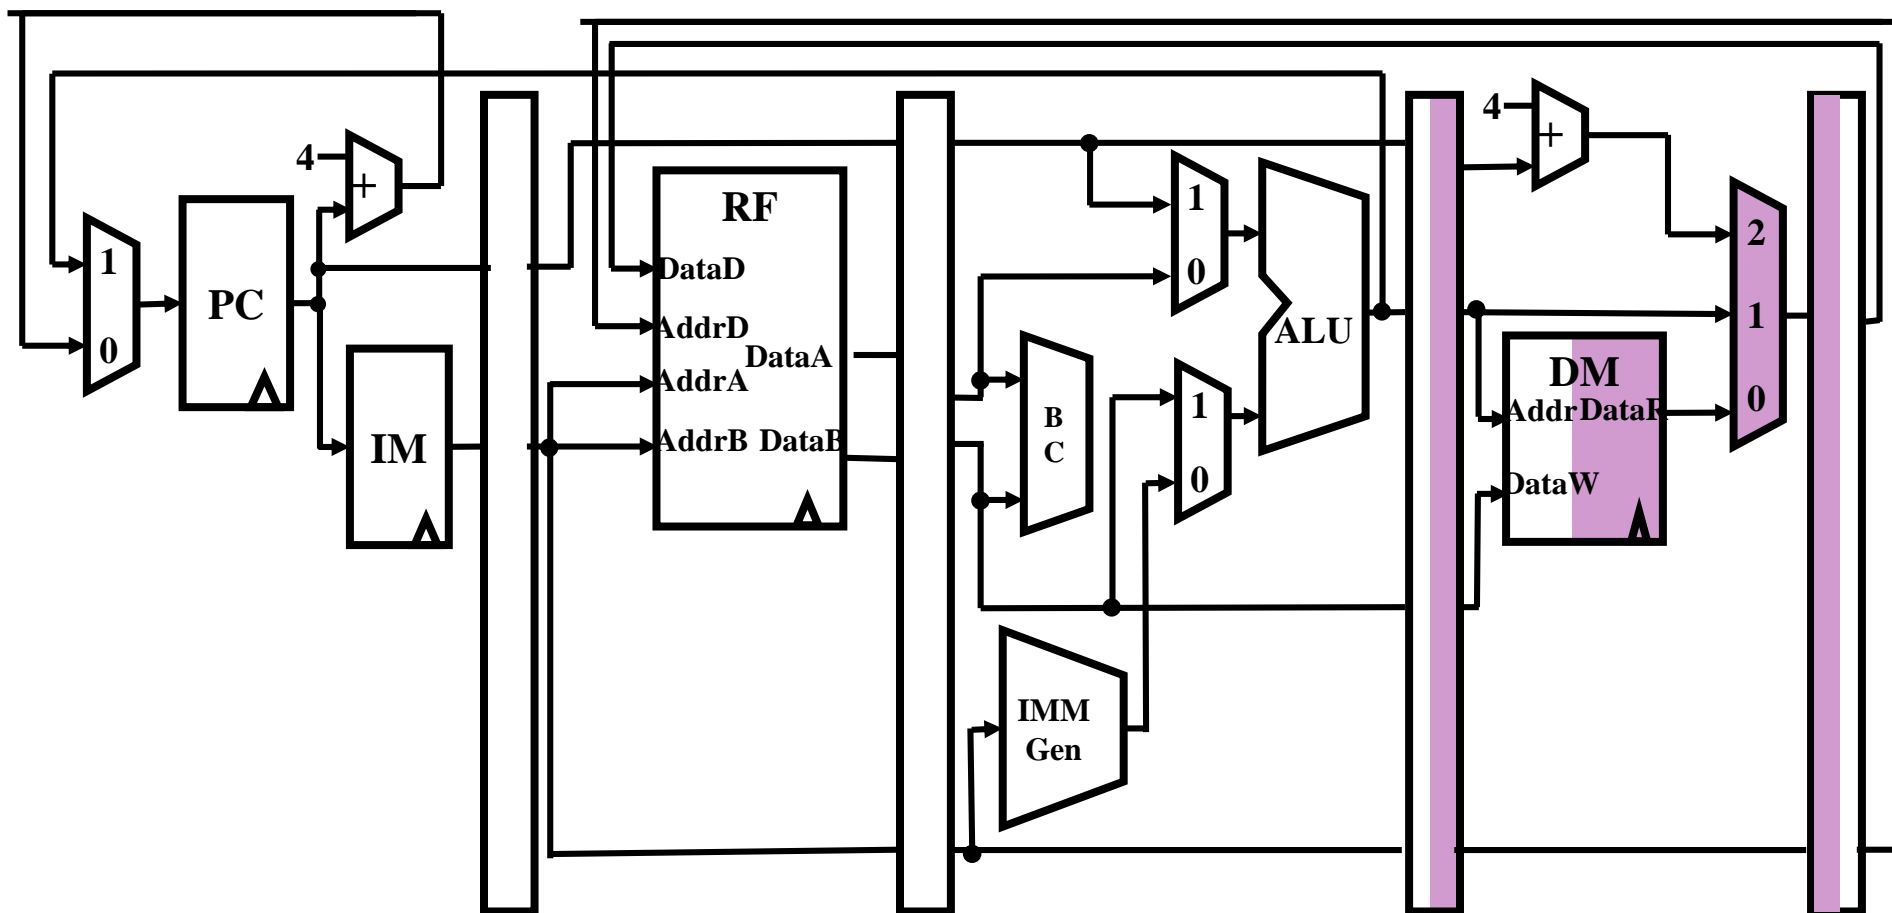 4
+
1
0
PC
IM
RF
DataD
AddrD
DataA
AddrA
AddrB DataB
1
0
B
C
1
0
ALU
IMM
Gen
4
+
DM
Addr DataR
DataW
2
1
0